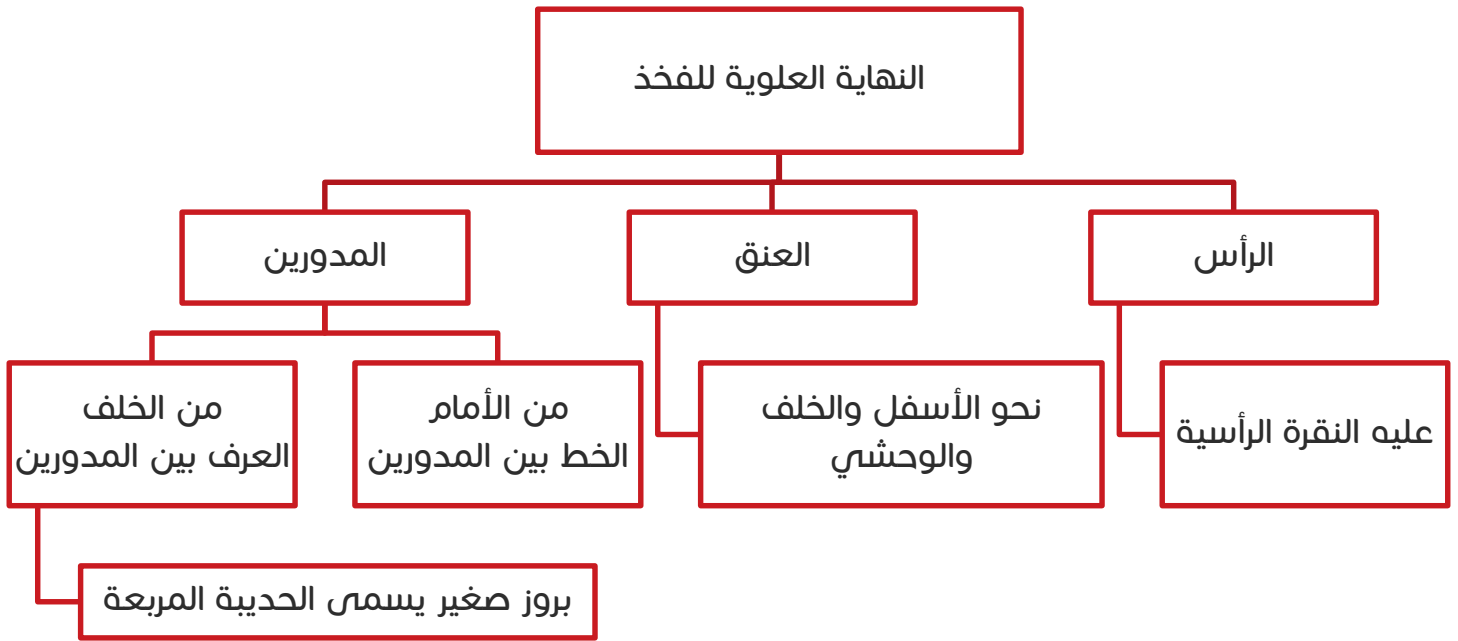 النهاية العلوية للفخذ
الرأس
العنق
المدورين
عليه النقرة الرأسية
نحو الأسفل والخلف
والوحشي
من الأمام
الخط بين المدورين
من الخلف
العرف بين المدورين
بروز صغير يسمى الحديبة المربعة